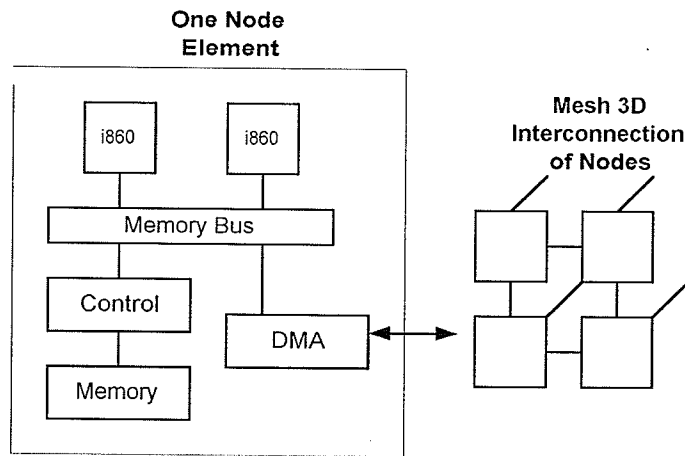 One Node
Element
i860
i860
Memory Bus
Control
DMA
Memory
Mesh 3D
Interconnection
of Nodes